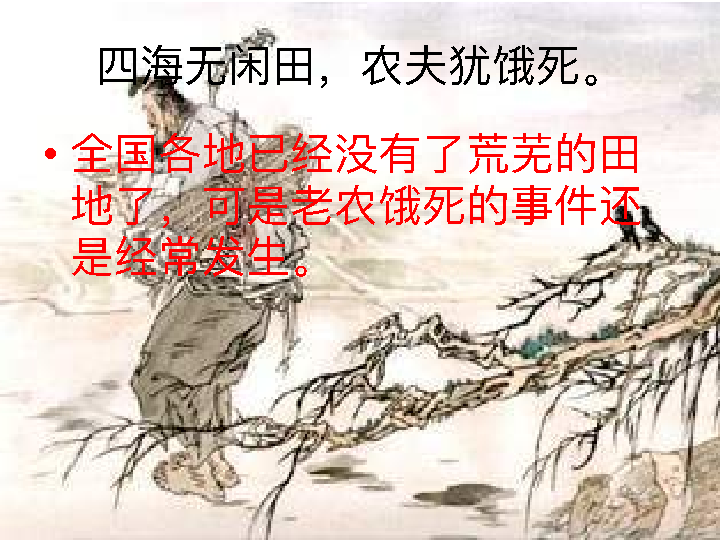 四海无闲田，农夫犹饿死。
• 全国各地已经没有了荒芜的田
地了，可是老农饿死的事件还
是经常发生。